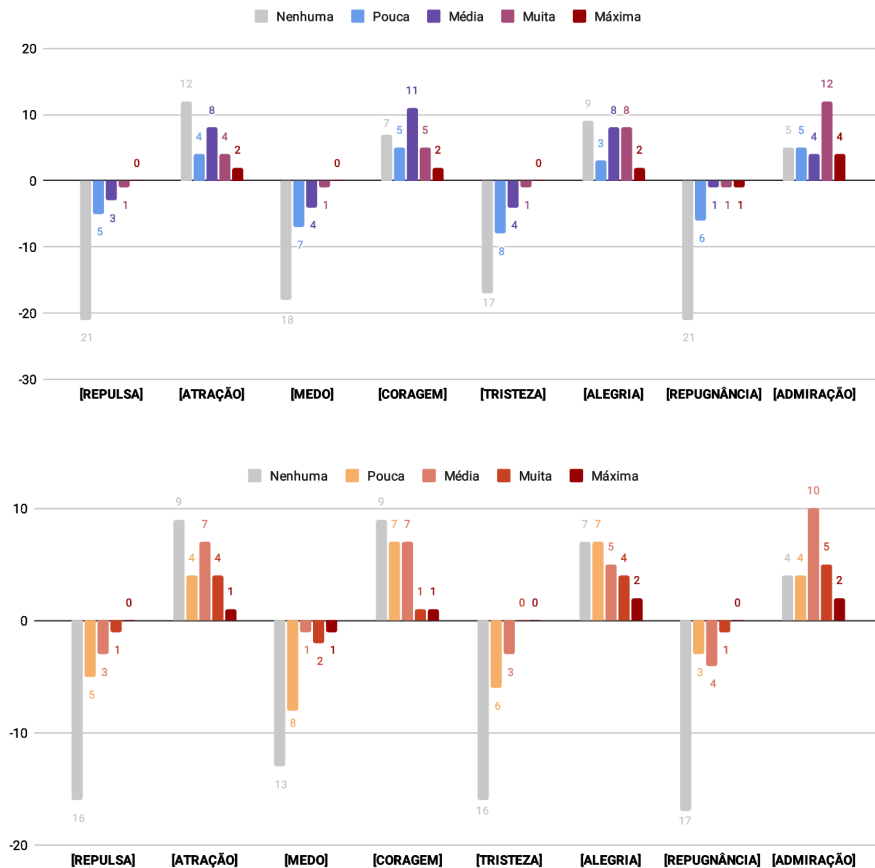 Nenhuma Pouca Média Muita Máxima
20
10
0
-10
-20
-30
21 5 3 1 0
12 4 8 4 2
18 7 4 1 0
7 5 11 5 2
17 8 4 1 0
9 3 8 8 2
21 6 1 1 1
5 5 4 12 4
[REPULSA] [ATRAÇÃO] [MEDO] [CORAGEM] [TRISTEZA] [ALEGRIA] [REPUGNÂNCIA] [ADMIRAÇÃO]
Nenhuma Pouca Média Muita Máxima
10
0
-10
-20
16 5 3 1 0
9 4 7 4 1
13 8 1 2 1
9 7 7 1 1
16 6 3 0 0
7 7 5 4 2
17 3 4 1 0
4 4 10 5 2
[REPULSA] [ATRAÇÃO] [MEDO] [CORAGEM] [TRISTEZA] [ALEGRIA] [REPUGNÂNCIA] [ADMIRAÇÃO]